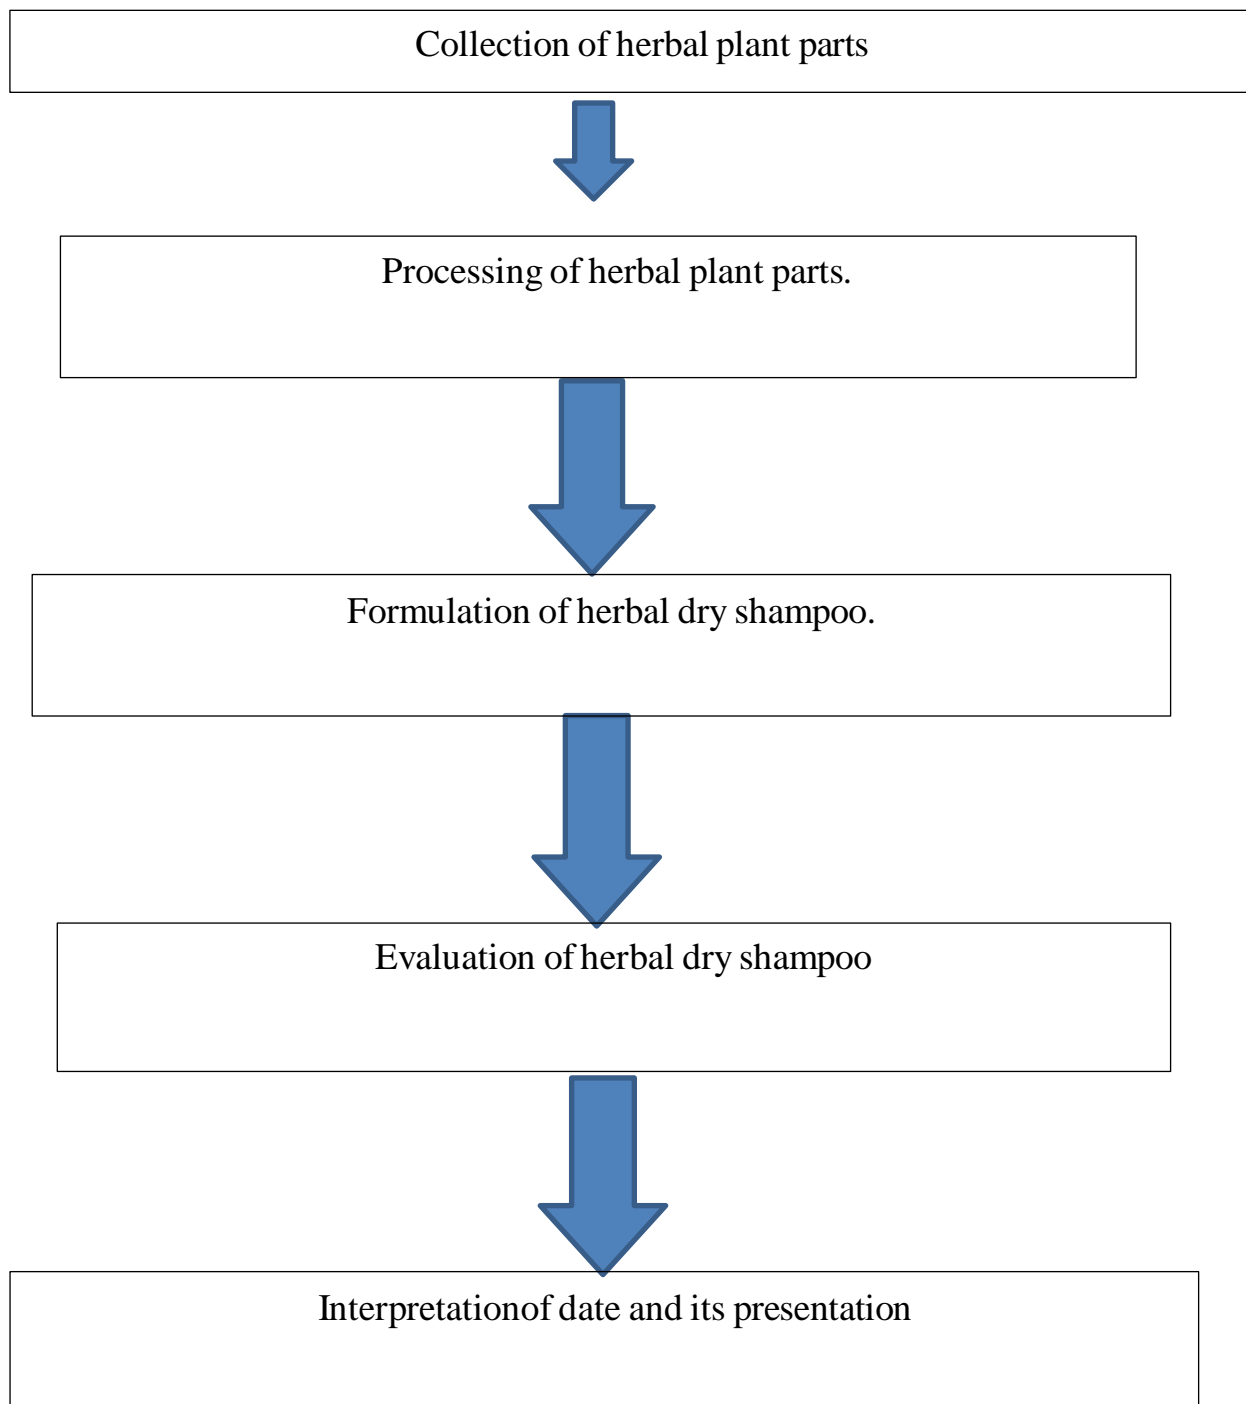 Collection of herbal plant parts
Processing of herbal plant parts.
Formulation of herbal dry shampoo.
Evaluation of herbal dry shampoo
Interpretationof date and its presentation